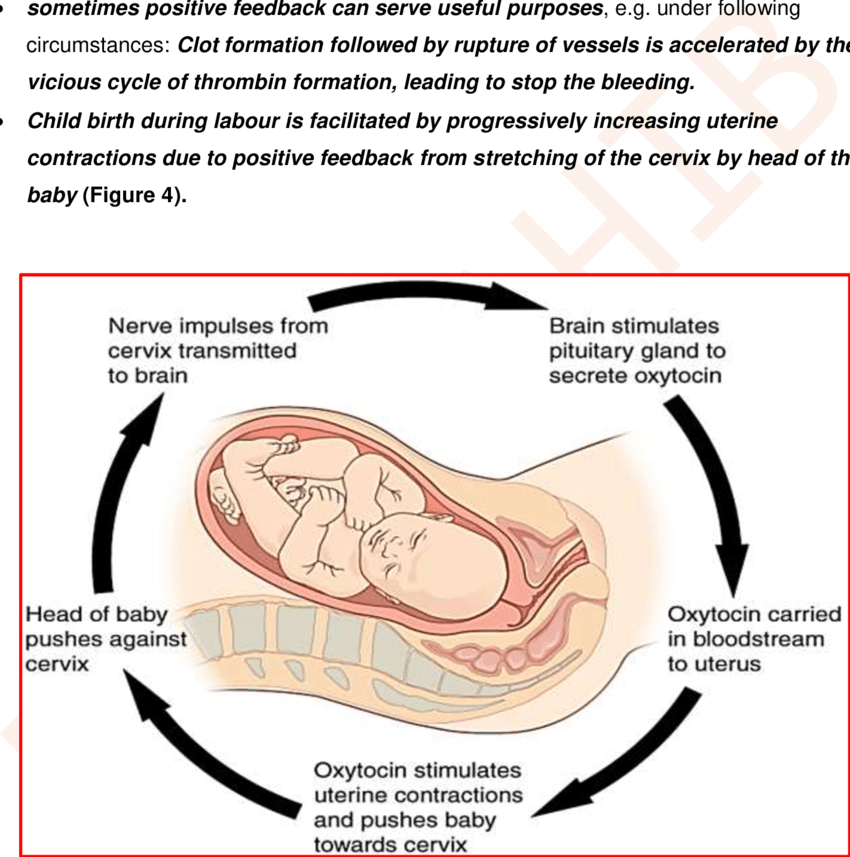 sometimes positive feedback can serve useful purposes, e.g. under following
circumstances: Clot formation followed by rupture of vessels is accelerated by the
vicious cycle of thrombin formation, leading to stop the bleeding.
Child birth during labour is facilitated by progressively increasing uterine
contractions due to positive feedback from stretching of the cervix by head of th
baby (Figure 4).
Nerve impulses from
cervix transmitted
to brain
Brain stimulates
pituitary gland to
secrete oxytocin
Oxytocin carried
in bloodstream
to uterus
Oxytocin stimulates
uterine contractions
and pushes baby
towards cervix
Head of baby
pushes against
cervix
HIB